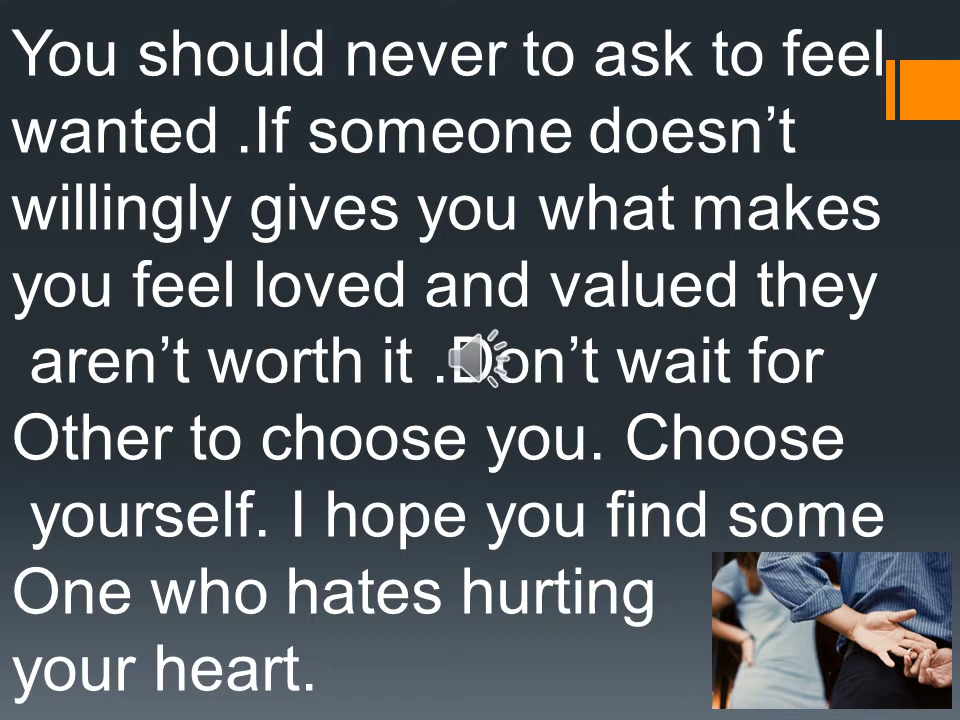 You should never to ask to feel
wanted .If someone doesn’t
willingly gives you what makes
you feel loved and valued they
aren’t worth it .Don’t wait for
Other to choose you. Choose
yourself. I hope you find some
One who hates hurting
your heart.